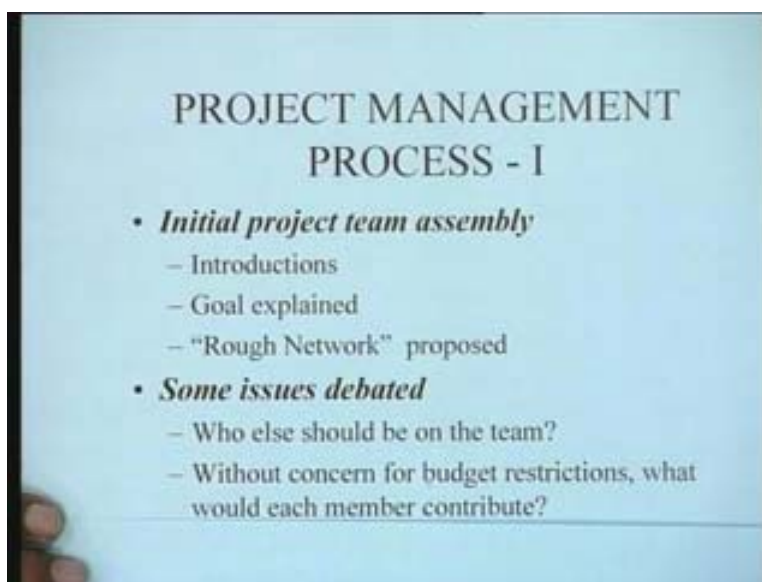 PROJECT MANAGEMENT
PROCESS - I
• Initial project team assembly
– Introductions
– Goal explained
– “Rough Network” proposed
• Some issues debated
– Who else should be on the team?
– Without concern for budget restrictions, what
would each member contribute?